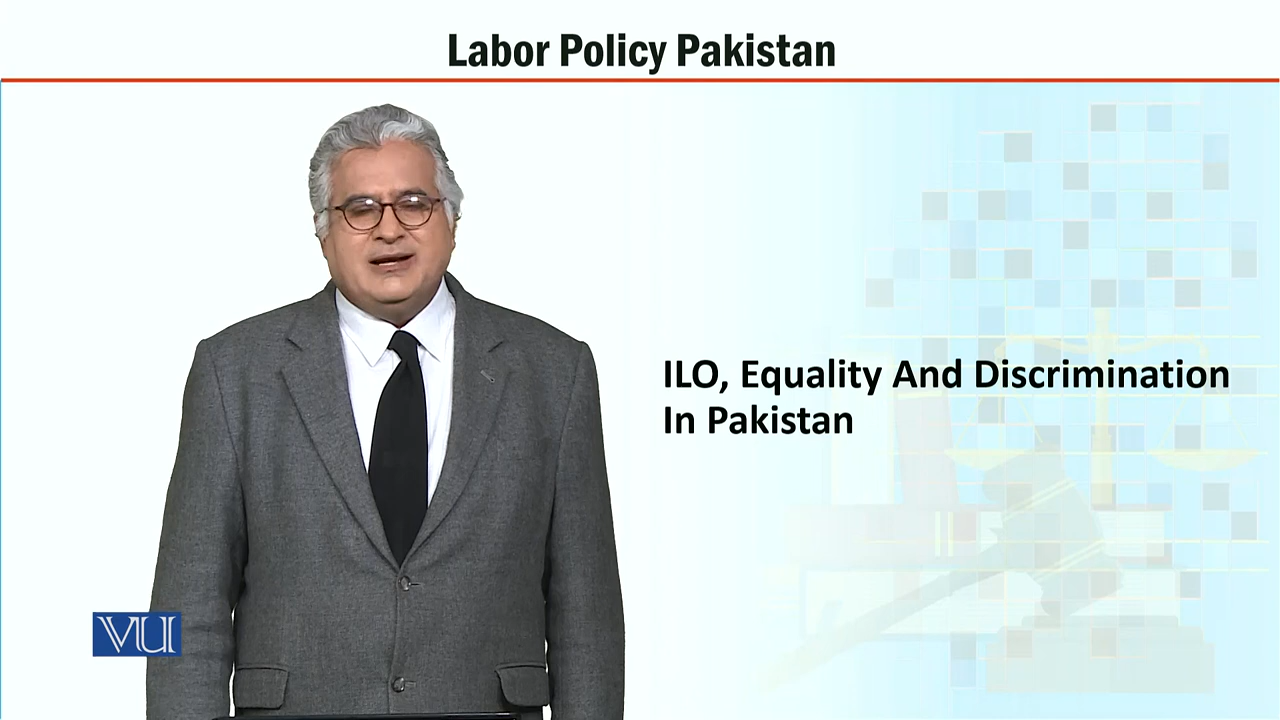 Labor Policy Pakistan
ILO, Equality And Discrimination
In Pakistan
VU